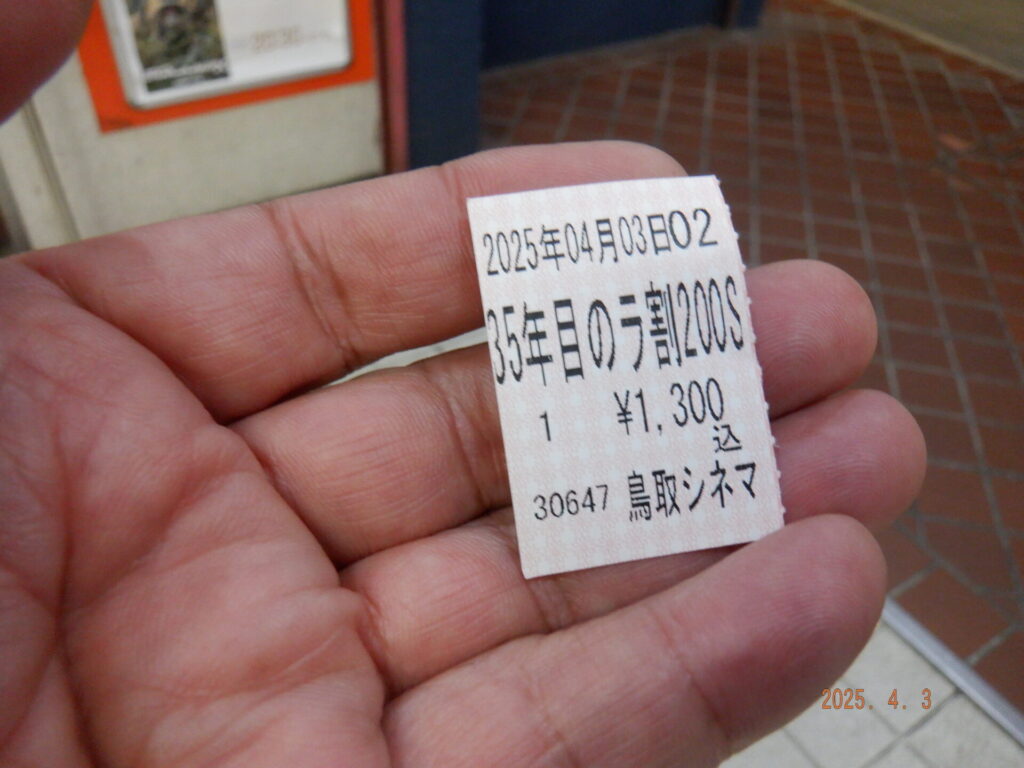 2025年04月03日02
35年目のラ割200S
1 ¥1,300
込
30647 鳥取シネマ
2025. 4. 3